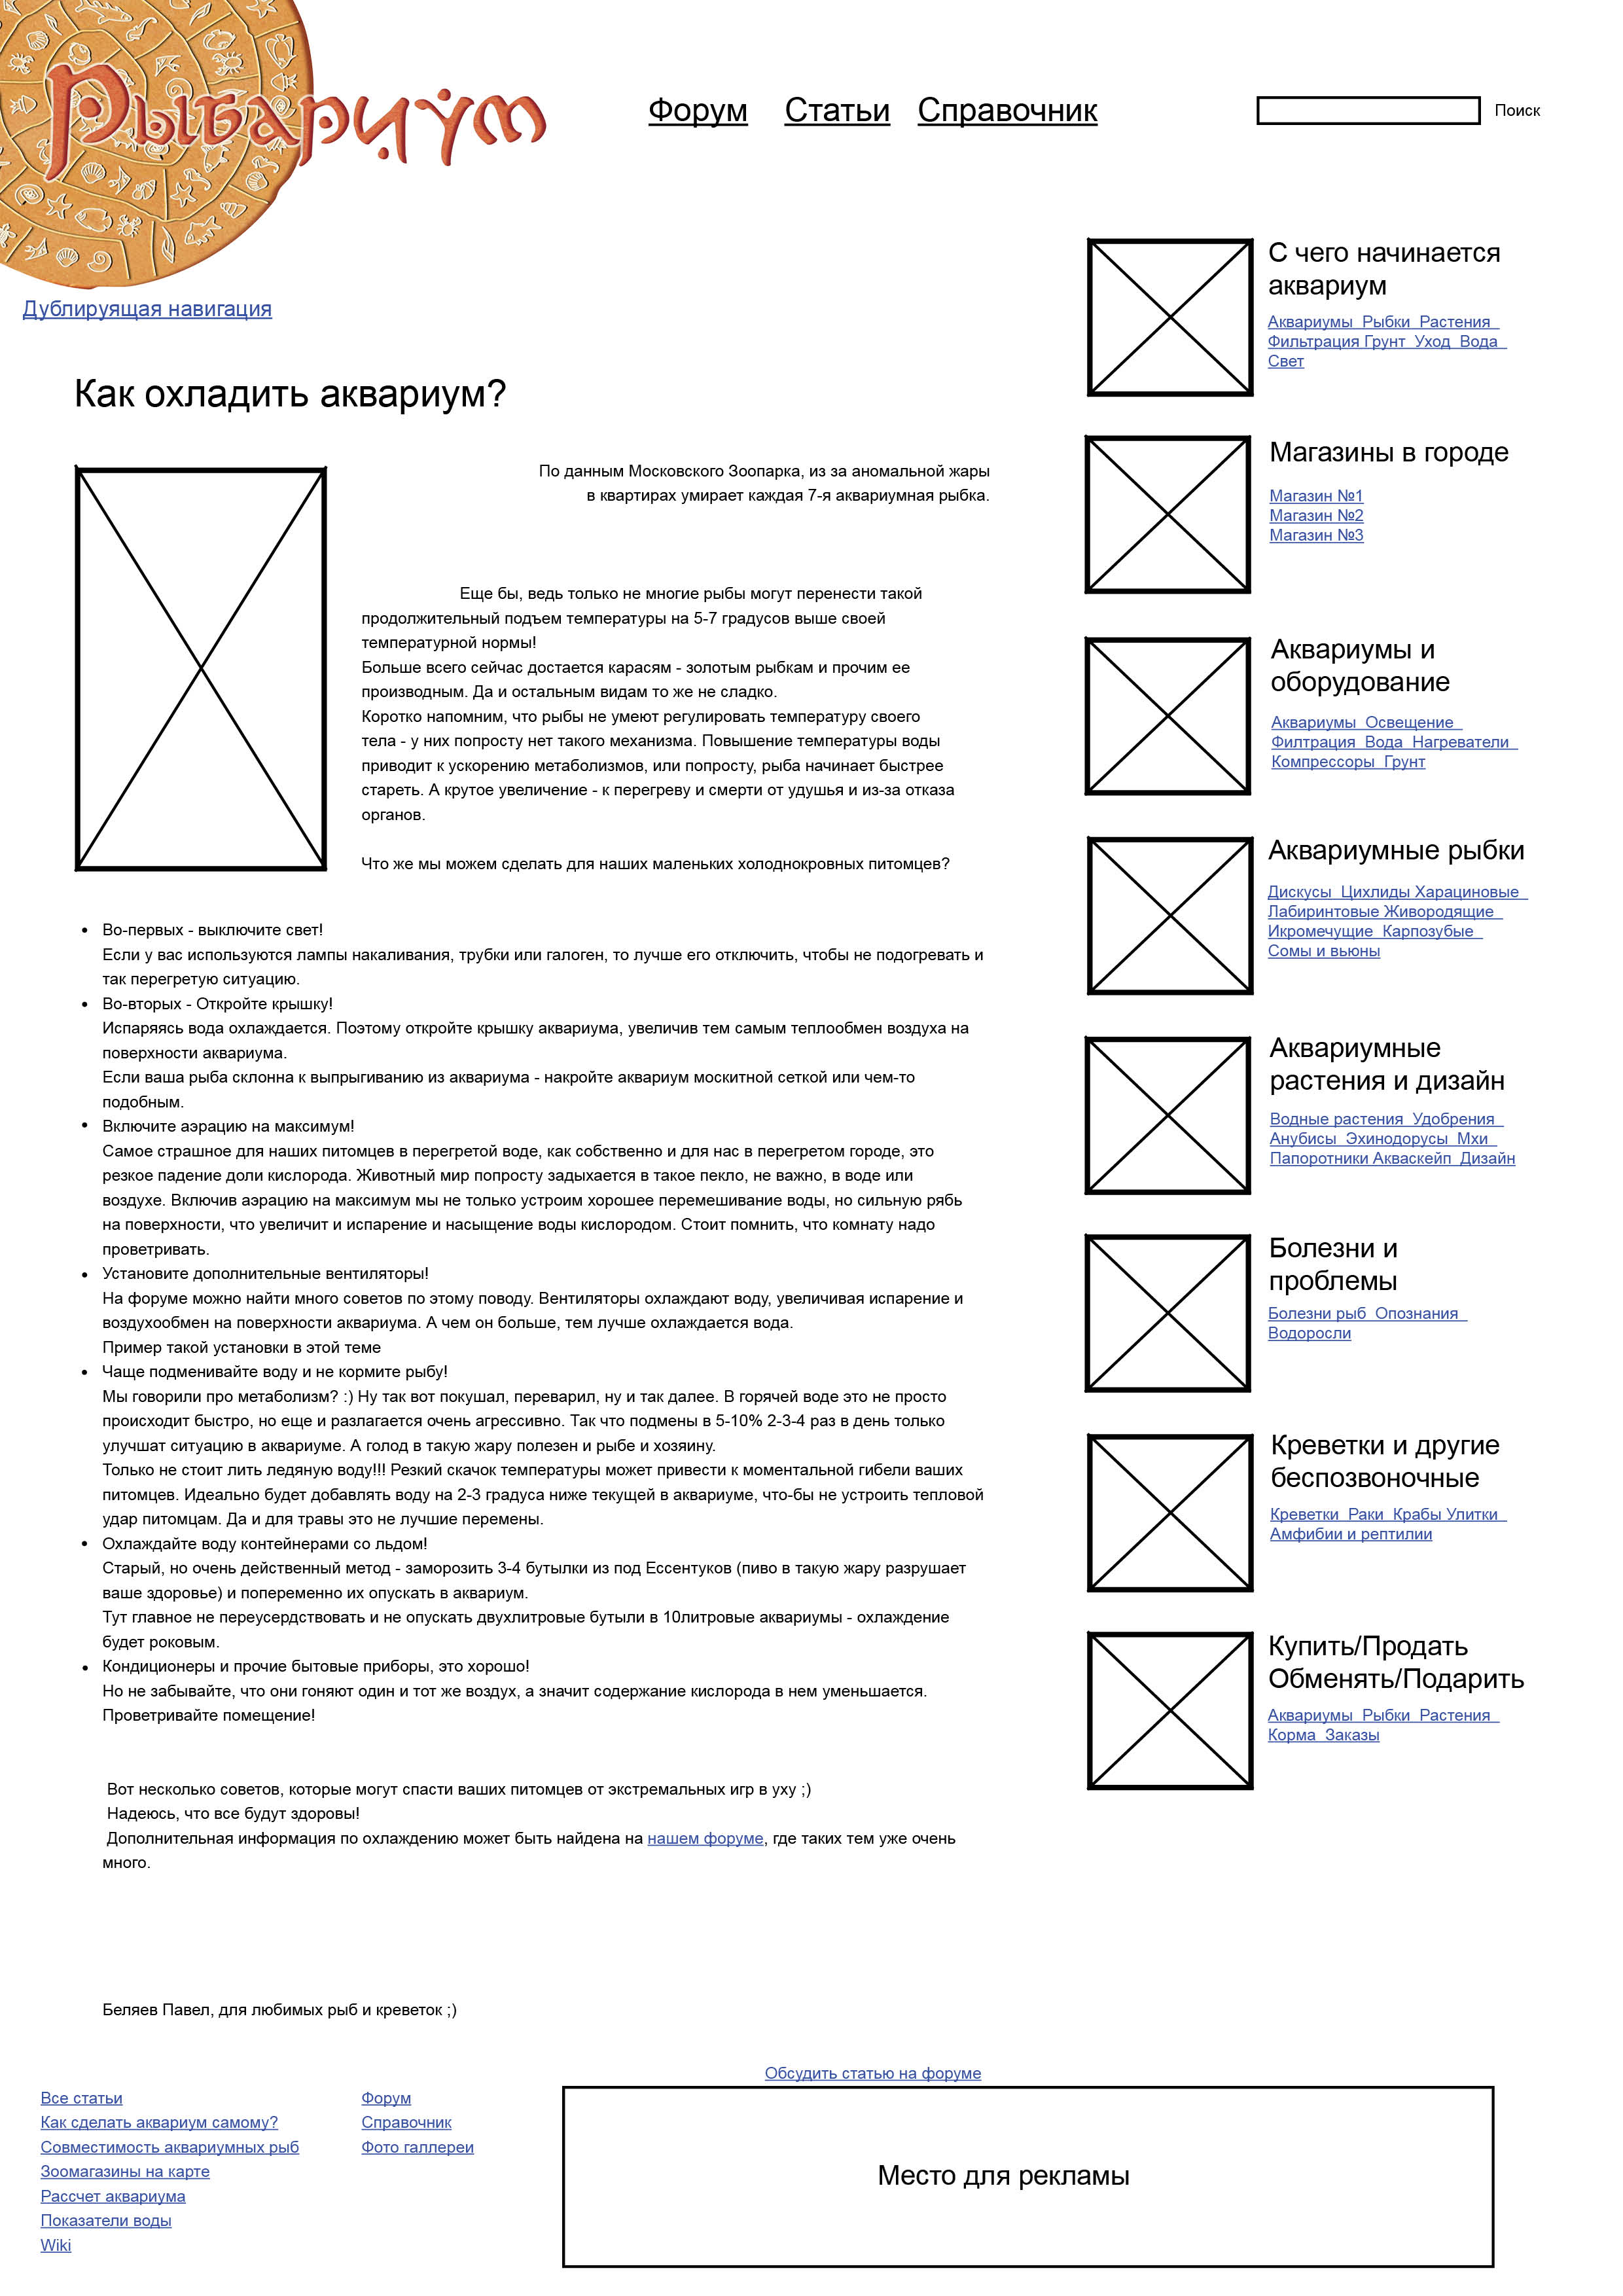 Рыбариум
Форум Статьи Справочник
Поиск
Дублируящая навигация
Как охладить аквариум?
По данным Московского Зоопарка, из за аномальной жары
в квартирах умирает каждая 7-я аквариумная рыбка.
Еще бы, ведь только не многие рыбы могут перенести такой
продолжительный подъем температуры на 5-7 градусов выше своей
температурной нормы!
Больше всего сейчас достается карасям - золотым рыбкам и прочим ее
производным. Да и остальным видам то же не сладко.
Коротко напомним, что рыбы не умеют регулировать температуру своего
тела - у них попросту нет такого механизма. Повышение температуры воды
приводит к ускорению метаболизмов, или попросту, рыба начинает быстрее
стареть. А крутое увеличение - к перегреву и смерти от удушья и из-за отказа
органов.
Что же мы можем сделать для наших маленьких холоднокровных питомцев?
• Во-первых - выключите свет!
Если у вас используются лампы накаливания, трубки или галоген, то лучше его отключить, чтобы не подогревать и
так перегретую ситуацию.
• Во-вторых - Откройте крышку!
Испаряясь вода охлаждается. Поэтому откройте крышку аквариума, увеличив тем самым теплообмен воздуха на
поверхности аквариума.
Если ваша рыба склонна к выпрыгиванию из аквариума - накройте аквариум москитной сеткой или чем-то
подобным.
• Включите аэрацию на максимум!
Самое страшное для наших питомцев в перегретой воде, как собственно и для нас в перегретом городе, это
резкое падение доли кислорода. Животный мир попросту задыхается в такое пекло, не важно, в воде или
воздухе. Включив аэрацию на максимум мы не только устроим хорошее перемешивание воды, но сильную рябь
на поверхности, что увеличит и испарение и насыщение воды кислородом. Стоит помнить, что комнату надо
проветривать.
• Установите дополнительные вентиляторы!
На форуме можно найти много советов по этому поводу. Вентиляторы охлаждают воду, увеличивая испарение и
воздухообмен на поверхности аквариума. А чем он больше, тем лучше охлаждается вода.
Пример такой установки в этой теме
• Чаще подменивайте воду и не кормите рыбу!
Мы говорили про метаболизм? :) Ну так вот покушал, переварил, ну и так далее. В горячей воде это не просто
происходит быстро, но еще и разлагается очень агрессивно. Так что подмены в 5-10% 2-3-4 раз в день только
улучшат ситуацию в аквариуме. А голод в такую жару полезен и рыбе и хозяину.
Только не стоит лить ледяную воду!!! Резкий скачок температуры может привести к моментальной гибели ваших
питомцев. Идеально будет добавлять воду на 2-3 градуса ниже текущей в аквариуме, что-бы не устроить тепловой
удар питомцам. Да и для травы это не лучшие перемены.
• Охлаждайте воду контейнерами со льдом!
Старый, но очень действенный метод - заморозить 3-4 бутылки из под Ессентуков (пиво в такую жару разрушает
ваше здоровье) и попеременно их опускать в аквариум.
Тут главное не переусердствовать и не опускать двухлитровые бутыли в 10литровые аквариумы - охлаждение
будет роковым.
• Кондиционеры и прочие бытовые приборы, это хорошо!
Но не забывайте, что они гоняют один и тот же воздух, а значит содержание кислорода в нем уменьшается.
Проветривайте помещение!
Вот несколько советов, которые могут спасти ваших питомцев от экстремальных игр в уху ;)
Надеюсь, что все будут здоровы!
Дополнительная информация по охлаждению может быть найдена на нашем форуме, где таких тем уже очень
много.
Беляев Павел, для любимых рыб и креветок ;)
С чего начинается
аквариум
Аквариумы Рыбки Растения
Фильтрация Грунт Уход Вода
Свет
Магазины в городе
Магазин №1
Магазин №2
Магазин №3
Аквариумы и
оборудование
Аквариумы Освещение
Филтрация Вода Нагреватели
Компрессоры Грунт
Аквариумные рыбки
Дискусы Цихлиды Харациновые
Лабиринтовые Живородящие
Икромечущие Карпозубые
Сомы и вьюны
Аквариумные
растения и дизайн
Водные растения Удобрения
Анубисы Эхинодорусы Мхи
Папоротники Акваскейп Дизайн
Болезни и
проблемы
Болезни рыб Опознания
Водоросли
Креветки и другие
беспозвоночные
Креветки Раки Крабы Улитки
Амфибии и рептилии
Купить/Продать
Обменять/Подарить
Аквариумы Рыбки Растения
Корма Заказы
Обсудить статью на форуме
Все статьи
Как сделать аквариум самому?
Совместимость аквариумных рыб
Зоомагазины на карте
Рассчет аквариума
Показатели воды
Wiki
Форум
Справочник
Фото галлереи
Место для рекламы